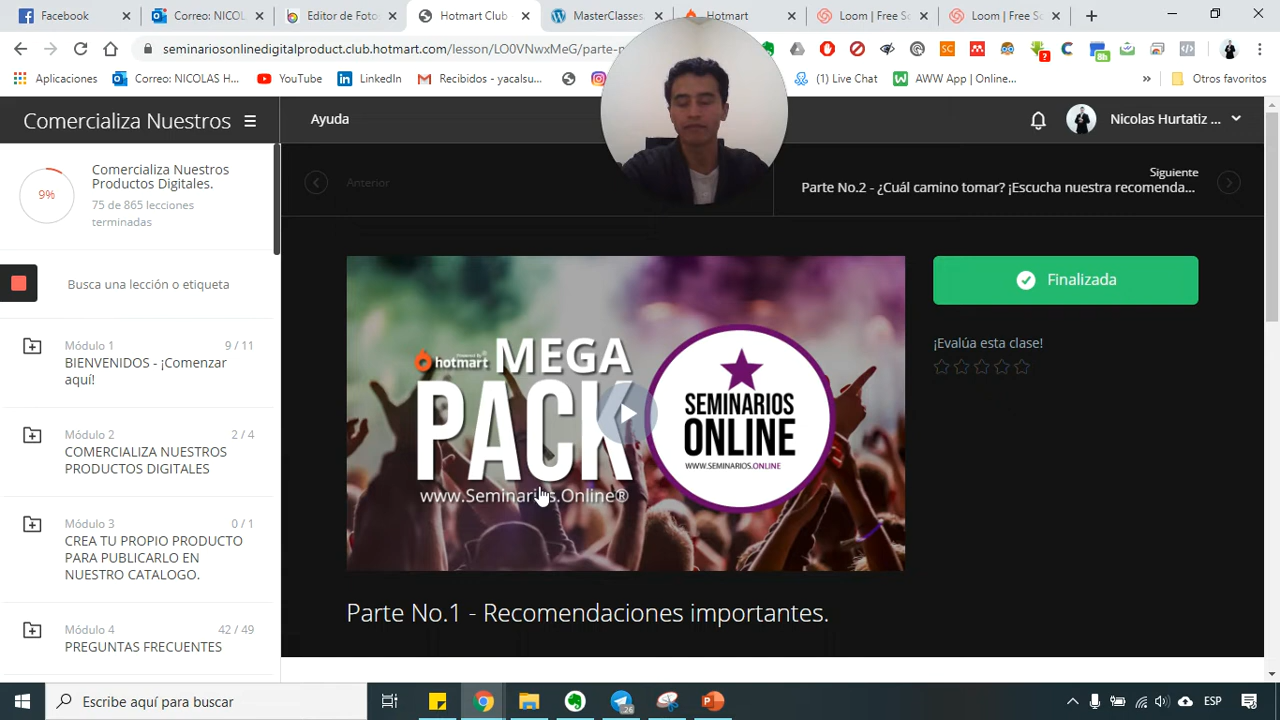 Facebook
Correo: NICOL
Editor de Foto
Hotmart Club
MasterClasses
Hotmart
Loom | Free S
Loom | Free S
seminariosonlinedigitalproduct.club.hotmart.com/lesson/LO0VNwxMeG/parte-
8h
Aplicaciones
Correo: NICOLAS H...
YouTube
LinkedIn
Recibidos - yacalsu...
() Live Chat
AWW App | Online...
Otros favoritos
Comercializa Nuestros
Ayuda
Nicolas Hurtatiz ...
9%
Comercializa Nuestros
Productos Digitales.
75 de 865 lecciones
terminadas
Anterior
Siguiente
Parte No.2 - ¿Cuál camino tomar? ¡Escucha nuestra recomenda...
Busca una lección o etiqueta
Módulo 1
9 / 11
BIENVENIDOS - ¡Comenzar
aquí!
Módulo 2
2 / 4
COMERCIALIZA NUESTROS
PRODUCTOS DIGITALES
Módulo 3
0 / 1
CREA TU PROPIO PRODUCTO
PARA PUBLICARLO EN
NUESTRO CATALOGO.
Módulo 4
42 / 49
PREGUNTAS FRECUENTES
hotmart MEGA
PACK
www.Seminarios.Online®
SEMINARIOS
ONLINE
WWW.SEMINARIOS.ONLINE
Finalizada
¡Evalúa esta clase!
Parte No.1 - Recomendaciones importantes.
Escribe aquí para buscar
26
ESP